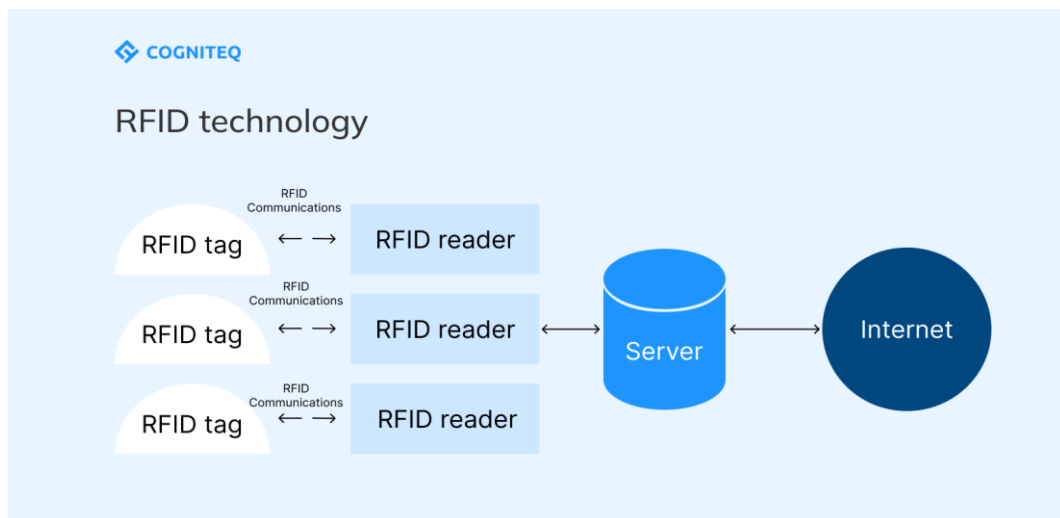 COGNITEQ
RFID technology
RFID
Communications
RFID tag
RFID reader
RFID
Communications
RFID tag
RFID reader
Server
Internet
RFID
Communications
RFID tag
RFID reader